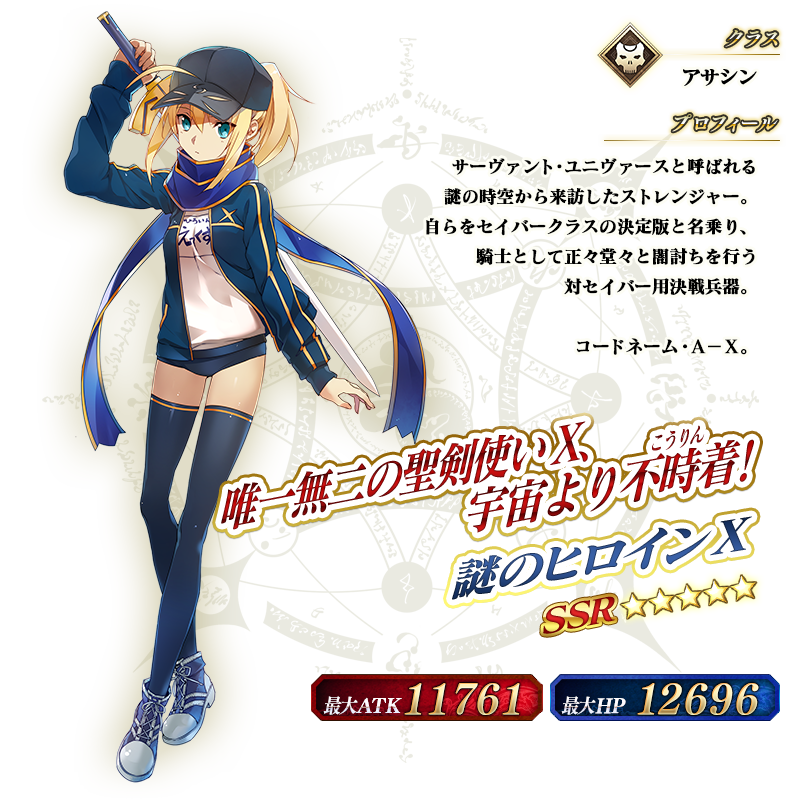 クラス
アサシン
プロフィール
サーヴァント・ユニヴァースと呼ばれる
謎の時空から来訪したストレンジャー。
自らをセイバークラスの決定版と名乗り、
騎士として正々堂々と闇討ちを行う
対セイバー用決戦兵器。
コードネーム・A－X。
えっくす
唯一無二の聖剣使いX、
こうりん
宇宙より不時着!
謎のヒロインX
SSR ★★★★★
最大ATK 11761
最大HP 12696